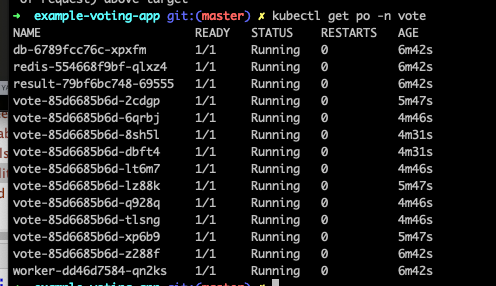 or request) above target
→ example-voting-app git:(master) ✗ kubectl get po -n vote
NAME READY STATUS RESTARTS AGE
db-6789fcc76c-xpxfm 1/1 Running 0 6m42s
redis-554668f9bf-qlxz4 1/1 Running 0 6m42s
result-79bf6bc748-69555 1/1 Running 0 6m42s
vote-85d6685b6d-2cdgp 1/1 Running 0 5m47s
vote-85d6685b6d-6qrbj 1/1 Running 0 4m46s
vote-85d6685b6d-8sh5l 1/1 Running 0 4m31s
vote-85d6685b6d-dbft4 1/1 Running 0 4m31s
vote-85d6685b6d-lt6m7 1/1 Running 0 4m46s
vote-85d6685b6d-lz88k 1/1 Running 0 5m47s
vote-85d6685b6d-q928q 1/1 Running 0 4m46s
vote-85d6685b6d-tlsng 1/1 Running 0 4m46s
vote-85d6685b6d-xp6b9 1/1 Running 0 5m47s
vote-85d6685b6d-z288f 1/1 Running 0 6m42s
worker-dd46d7584-qn2ks 1/1 Running 0 6m42s